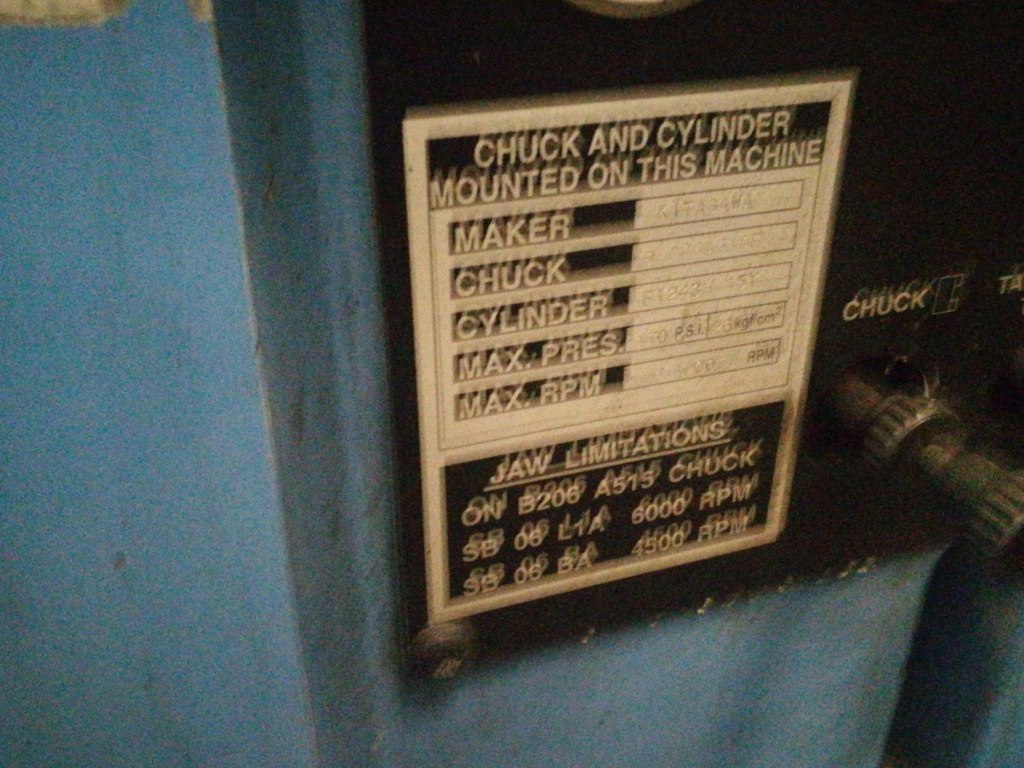 CHUCK AND CYLINDER
MOUNTED ON THIS MACHINE
MAKER
CHUCK
CYLINDER
MAX. PRES. P.S.I. kgf/cm²
MAX. RPM RPM
JAW LIMITATIONS
ON B206 A515 CHUCK
SB 06 L1A 6000 RPM
SB 06 BA 4500 RPM
CHUCK
TA